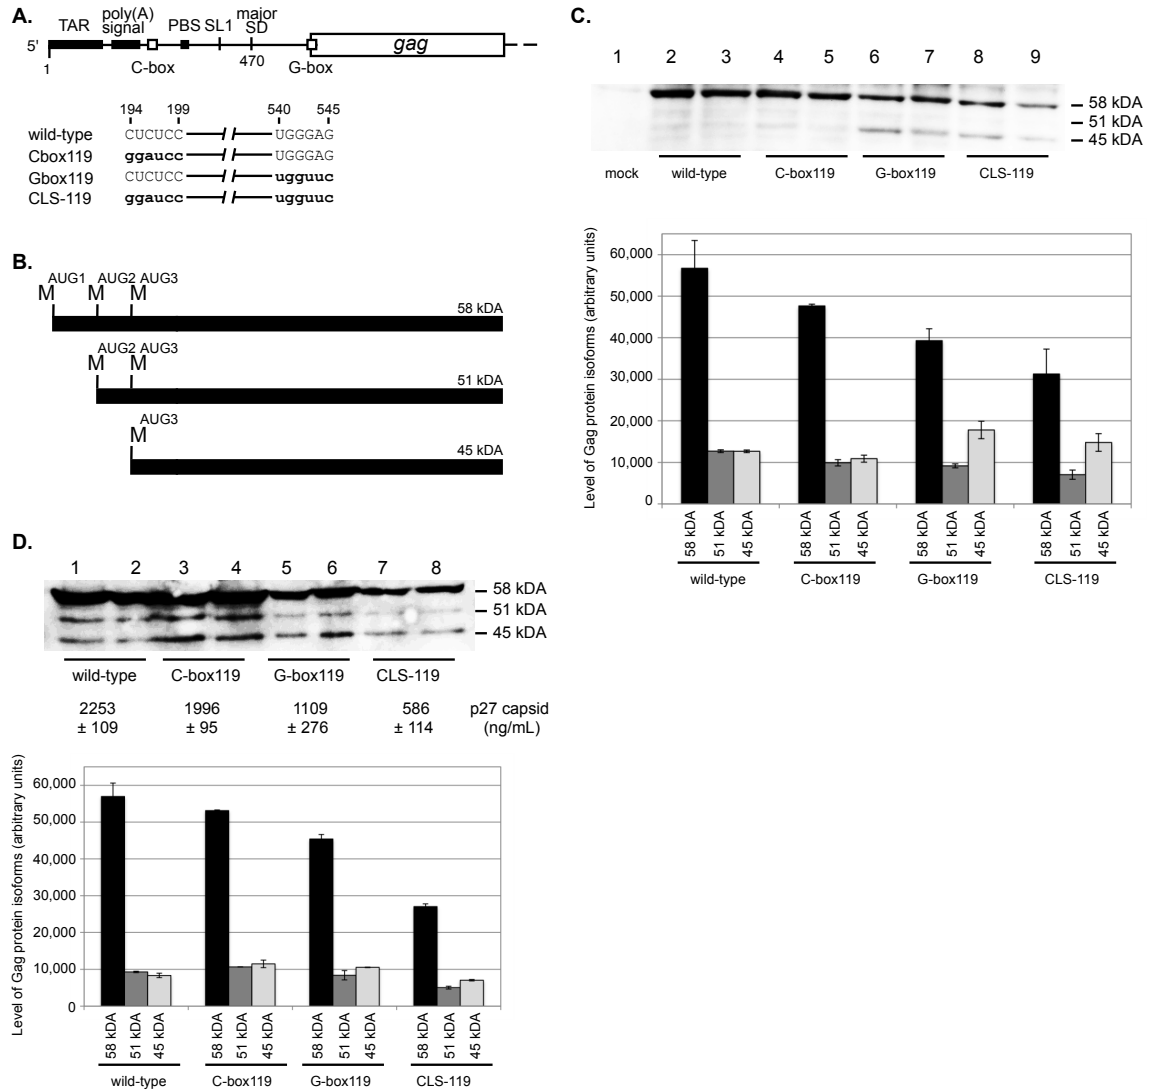 A.
TAR
poly(A)
signal
PBS SL1
major
SD
5'
gag
1
C-box
470
G-box
194 199 540 545
wild-type CUCUCC UGGGAG
Cbox119 ggaucc UGGGAG
Gbox119 CUCUCC ugguuc
CLS-119 ggaucc ugguuc
B.
AUG1 AUG2 AUG3
M M M
58 kDA
AUG2 AUG3
M M
51 kDA
AUG3
M
45 kDA
C.
1 2 3 4 5 6 7 8 9
58 kDA
51 kDA
45 kDA
mock wild-type C-box119 G-box119 CLS-119
Level of Gag protein isoforms (arbitrary units)
60,000
50,000
40,000
30,000
20,000
10,000
0
58 kDA 51 kDA 45 kDA 58 kDA 51 kDA 45 kDA 58 kDA 51 kDA 45 kDA 58 kDA 51 kDA 45 kDA
wild-type C-box119 G-box119 CLS-119
D.
1 2 3 4 5 6 7 8
58 kDA
51 kDA
45 kDA
wild-type C-box119 G-box119 CLS-119
2253 1996 1109 586 p27 capsid
± 109 ± 95 ± 276 ± 114 (ng/mL)
Level of Gag protein isoforms (arbitrary units)
60,000
50,000
40,000
30,000
20,000
10,000
0
58 kDA 51 kDA 45 kDA 58 kDA 51 kDA 45 kDA 58 kDA 51 kDA 45 kDA 58 kDA 51 kDA 45 kDA
wild-type C-box119 G-box119 CLS-119